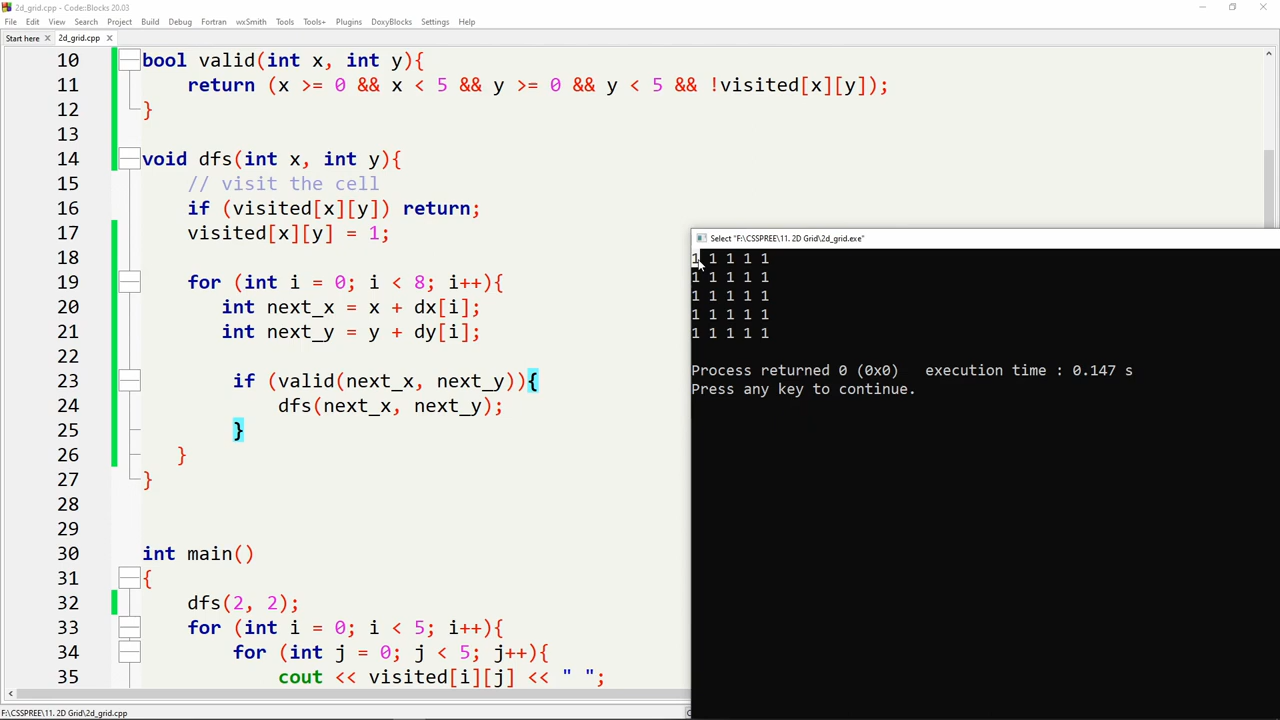 2d_grid.cpp - Code::Blocks 20.03
File Edit View Search Project Build Debug Fortran wxSmith Tools Tools+ Plugins DoxyBlocks Settings Help
Start here 2d_grid.cpp
10 bool valid(int x, int y){
11 return (x >= 0 && x < 5 && y >= 0 && y < 5 && !visited[x][y]);
12 }
13
14 void dfs(int x, int y){
15 // visit the cell
16 if (visited[x][y]) return;
17 visited[x][y] = 1;
18
19 for (int i = 0; i < 8; i++){
20 int next_x = x + dx[i];
21 int next_y = y + dy[i];
22
23 if (valid(next_x, next_y)){
24 dfs(next_x, next_y);
25 }
26 }
27 }
28
29
30 int main()
31 {
32 dfs(2, 2);
33 for (int i = 0; i < 5; i++){
34 for (int j = 0; j < 5; j++){
35 cout << visited[i][j] << " ";
F:\CSSPREE\11. 2D Grid\2d_grid.cpp
Select "F:\CSSPREE\11. 2D Grid\2d_grid.exe"
1 1 1 1 1
1 1 1 1 1
1 1 1 1 1
1 1 1 1 1
1 1 1 1 1
Process returned 0 (0x0) execution time : 0.147 s
Press any key to continue.